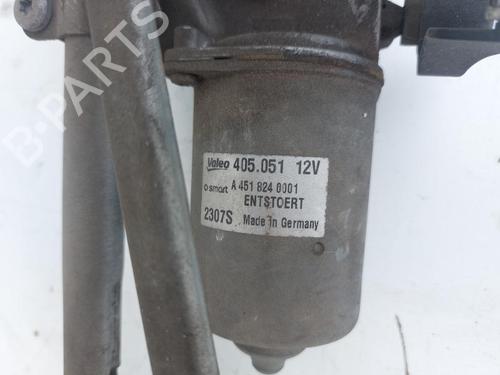 B-PARTS
Valeo 405.051 12V
smart A 451 824 0001
ENTSTOERT
2307S Made in Germany